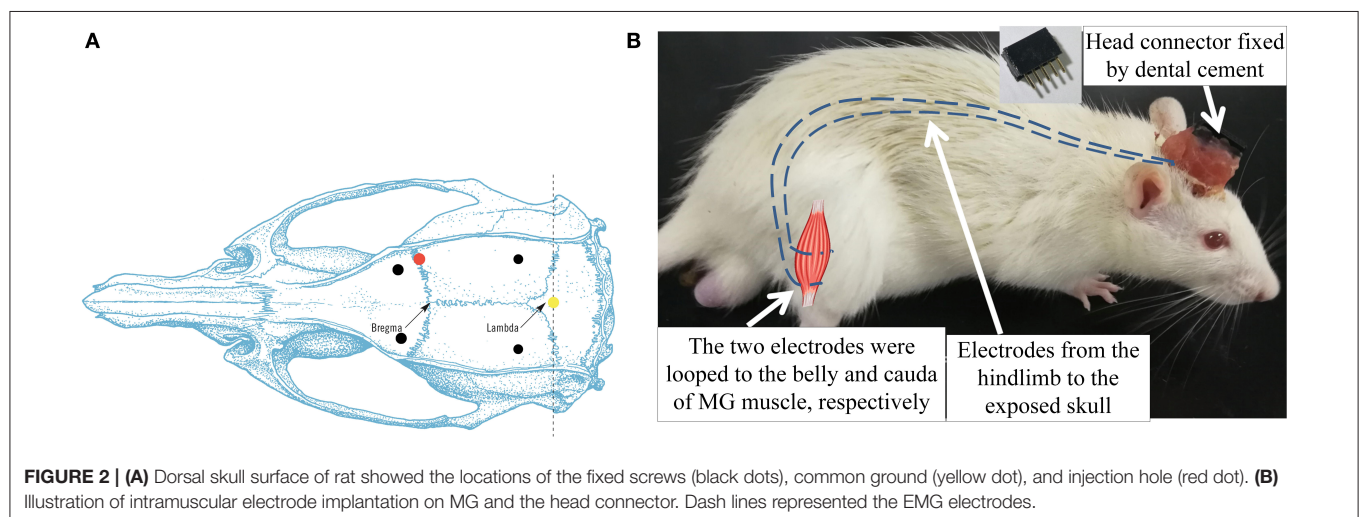 A
B
Head connector fixed
by dental cement
Bregma
Lambda
The two electrodes were
looped to the belly and cauda
of MG muscle, respectively
Electrodes from the
hindlimb to the
exposed skull
FIGURE 2 | (A) Dorsal skull surface of rat showed the locations of the fixed screws (black dots), common ground (yellow dot), and injection hole (red dot). (B)
Illustration of intramuscular electrode implantation on MG and the head connector. Dash lines represented the EMG electrodes.